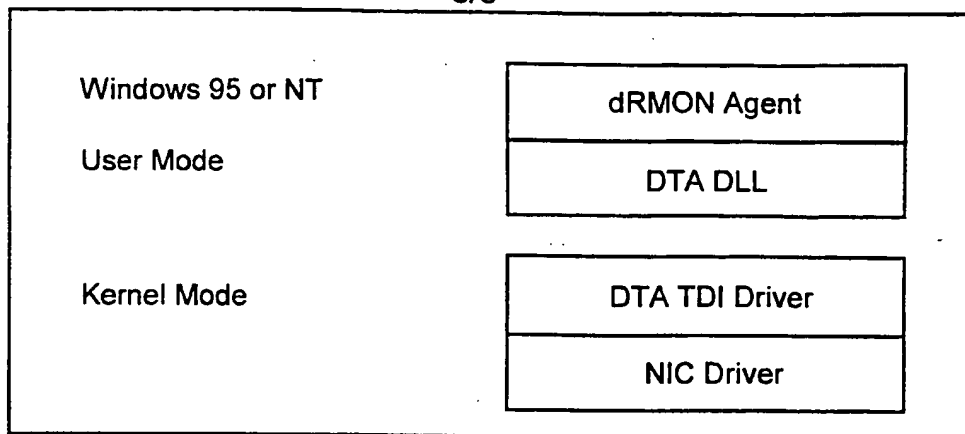 Windows 95 or NT
dRMON Agent
User Mode
DTA DLL
Kernel Mode
DTA TDI Driver
NIC Driver